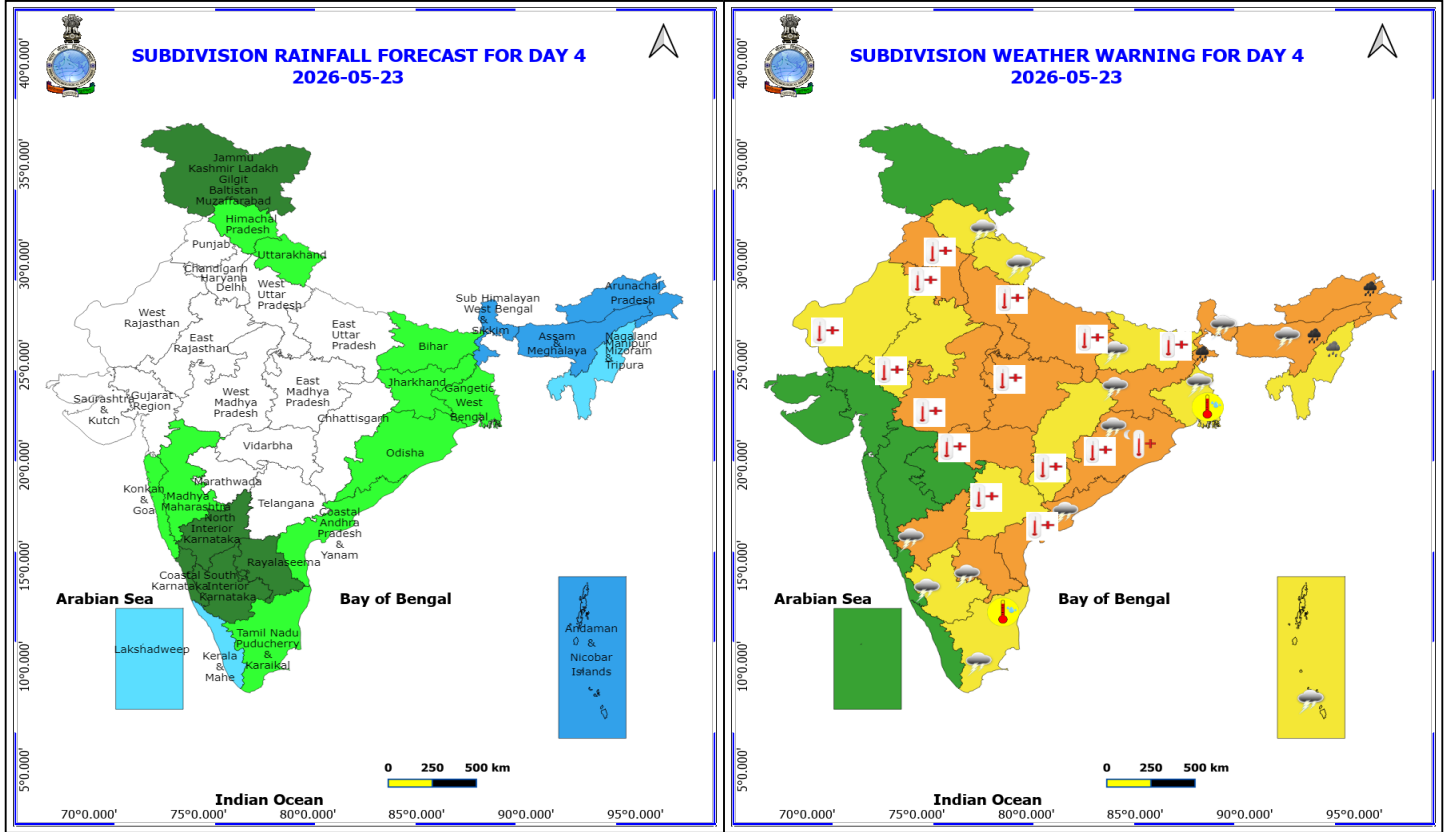 SUBDIVISION RAINFALL FORECAST FOR DAY 4
2026-05-23
40°0.000'
35°0.000'
30°0.000'
25°0.000'
20°0.000'
15°0.000'
10°0.000'
5°0.000'
Jammu
Kashmir Ladakh
Gilgit
Baltistan
Muzaffarabad
Himachal
Pradesh
Punjab
Uttarakhand
Chandigarh
Haryana
Delhi
West
Uttar
Pradesh
West
Rajasthan
East
Rajasthan
East
Uttar
Pradesh
Sub Himalayan
West Bengal
&
Sikkim
Arunachal
Pradesh
Assam
&
Meghalaya
Nagaland
Manipur
Mizoram
&
Tripura
Bihar
Jharkhand
Gangetic
West
Bengal
Saurashtra
&
Kutch
Gujarat
Region
West
Madhya
Pradesh
East
Madhya
Pradesh
Chhattisgarh
Vidarbha
Odisha
Konkan
&
Goa
Madhya
Maharashtra
Marathwada
Telangana
North
Interior
Karnataka
Coastal
Andhra
Pradesh
&
Yanam
Rayalaseema
Coastal
Karnataka
South
Interior
Karnataka
Arabian Sea
Bay of Bengal
Lakshadweep
Kerala
&
Mahe
Tamil Nadu
Puducherry
&
Karaikal
Andaman
&
Nicobar
Islands
0 250 500 km
Indian Ocean
70°0.000' 75°0.000' 80°0.000' 85°0.000' 90°0.000' 95°0.000'
SUBDIVISION WEATHER WARNING FOR DAY 4
2026-05-23
40°0.000'
35°0.000'
30°0.000'
25°0.000'
20°0.000'
15°0.000'
10°0.000'
5°0.000'
Arabian Sea
Bay of Bengal
0 250 500 km
Indian Ocean
70°0.000' 75°0.000' 80°0.000' 85°0.000' 90°0.000' 95°0.000'